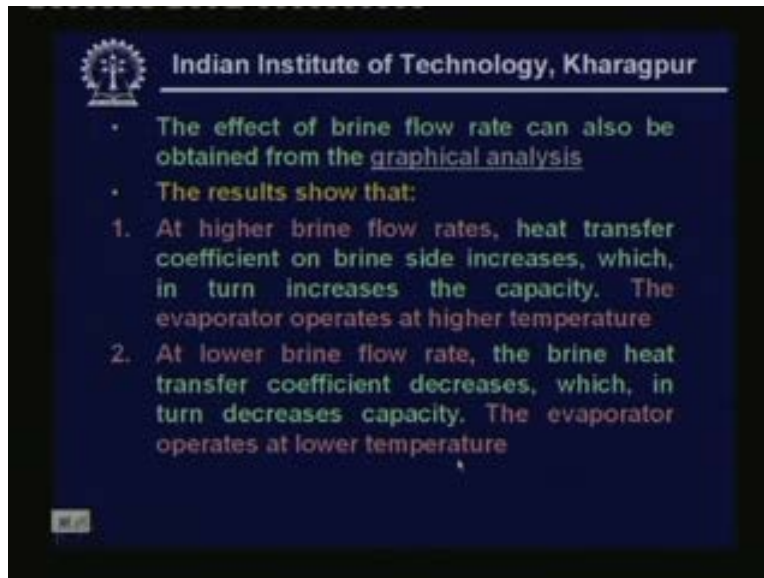 Indian Institute of Technology, Kharagpur
• The effect of brine flow rate can also be
obtained from the graphical analysis
• The results show that:
1. At higher brine flow rates, heat transfer
coefficient on brine side increases, which,
in turn increases the capacity. The
evaporator operates at higher temperature
2. At lower brine flow rate, the brine heat
transfer coefficient decreases, which, in
turn decreases capacity. The evaporator
operates at lower temperature